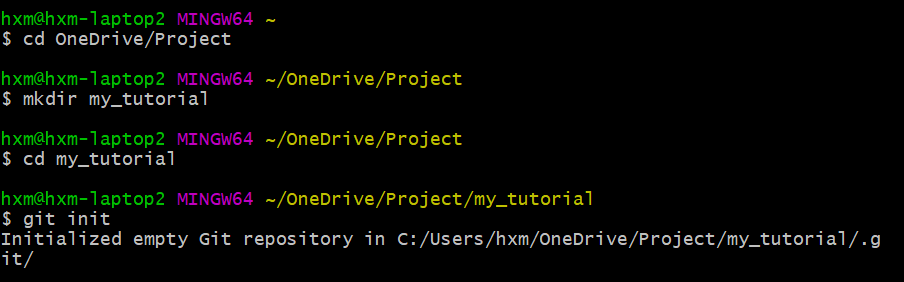 hxm@hxm-laptop2 MINGW64 ~
$ cd OneDrive/Project
hxm@hxm-laptop2 MINGW64 ~/OneDrive/Project
$ mkdir my_tutorial
hxm@hxm-laptop2 MINGW64 ~/OneDrive/Project
$ cd my_tutorial
hxm@hxm-laptop2 MINGW64 ~/OneDrive/Project/my_tutorial
$ git init
Initialized empty Git repository in C:/Users/hxm/OneDrive/Project/my_tutorial/.g
it/